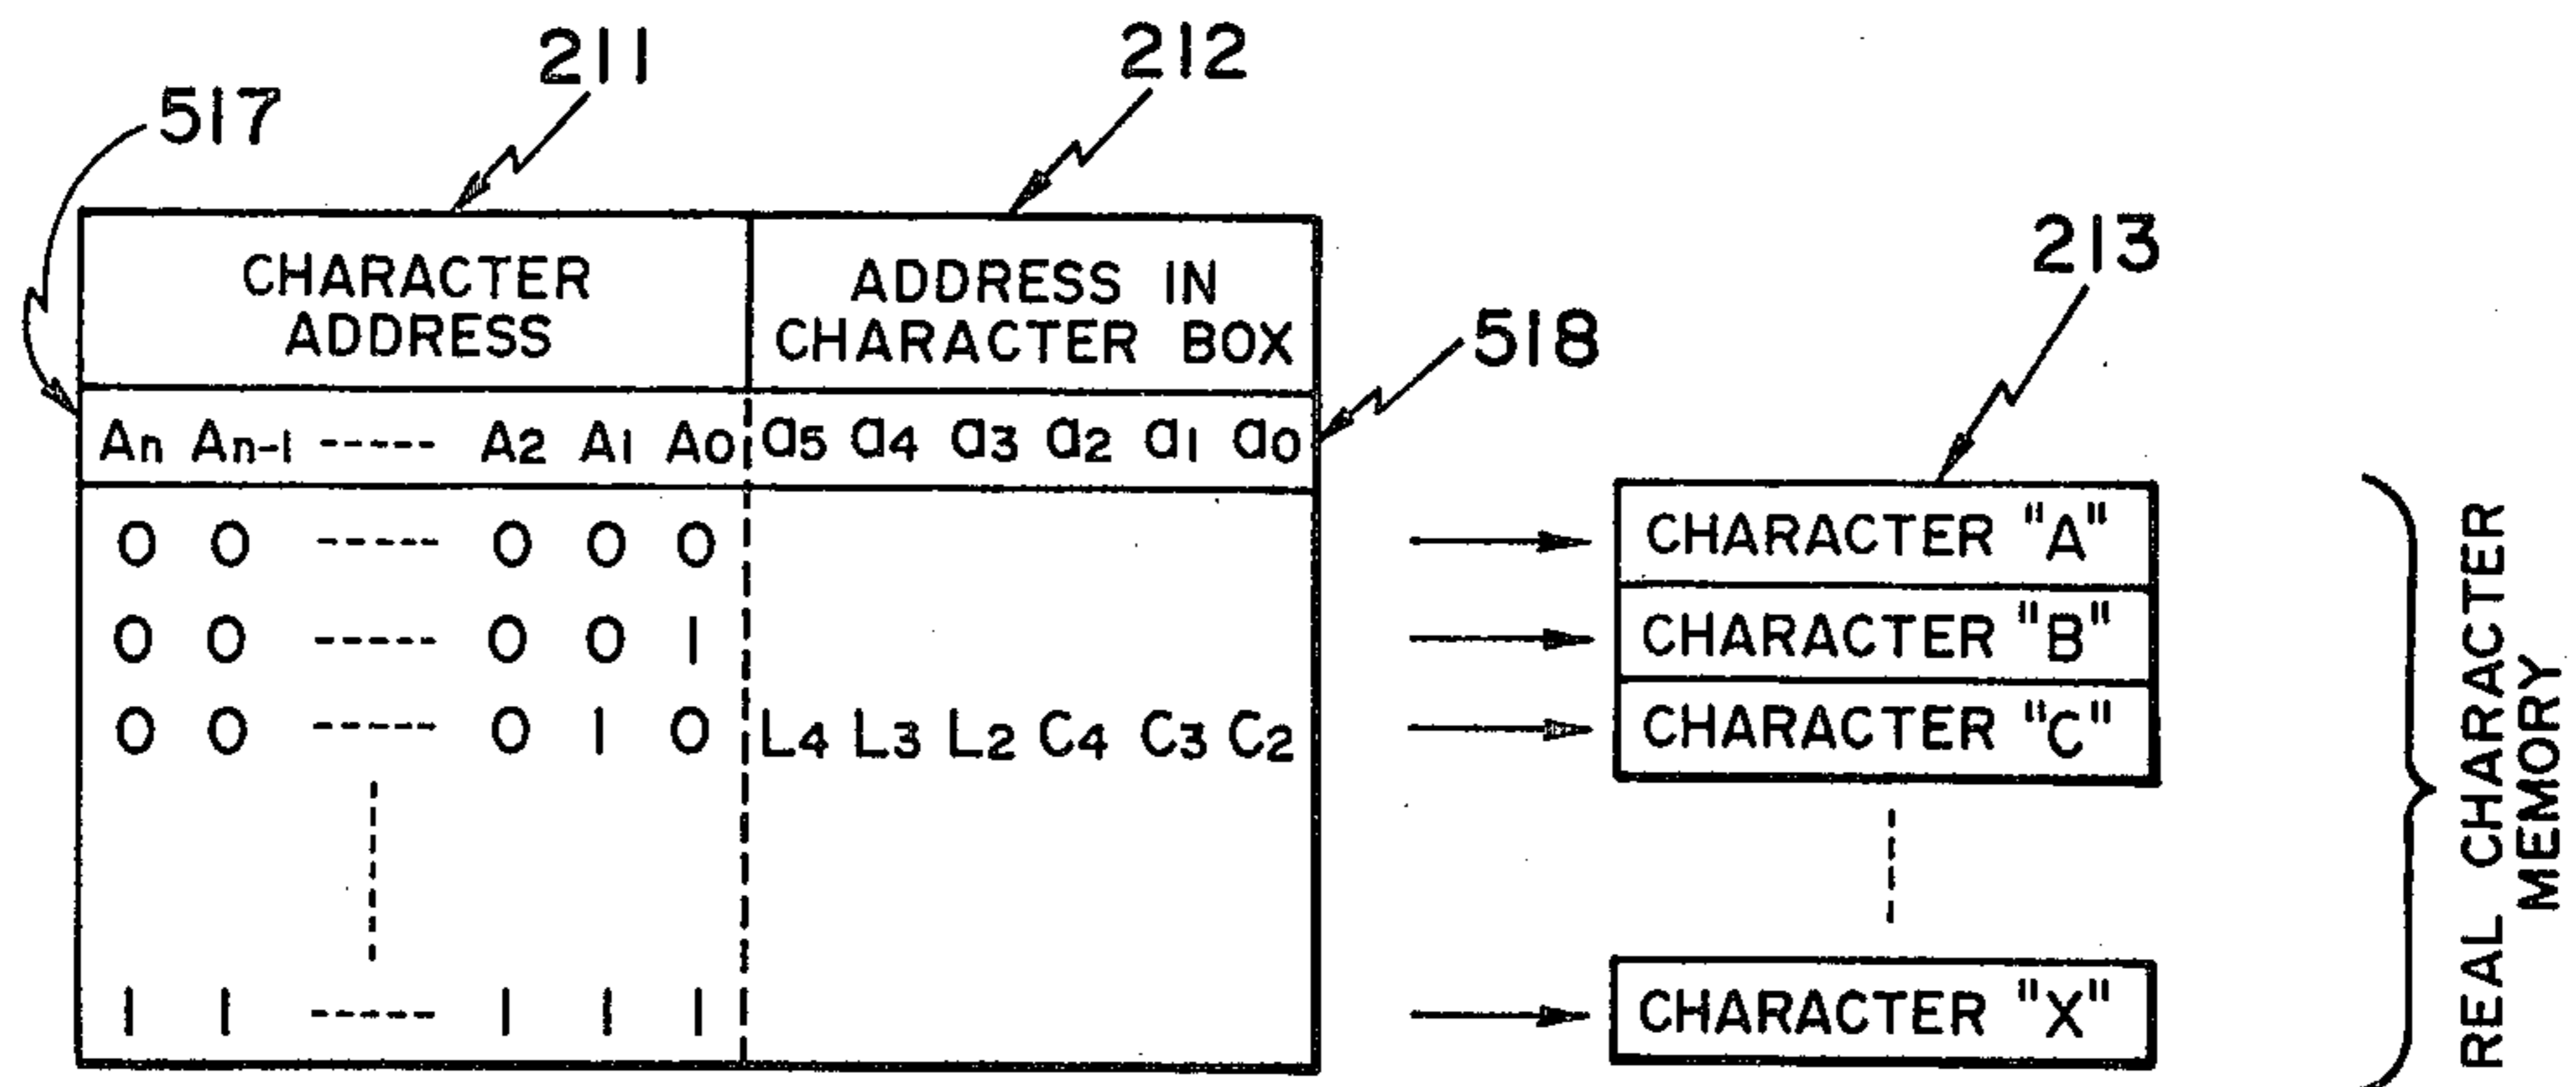 211
212
517
213
CHARACTER ADDRESS
ADDRESS IN CHARACTER BOX
518
An An-1 ----- A2 A1 A0 a5 a4 a3 a2 a1 a0
0 0 ----- 0 0 0
CHARACTER "A"
0 0 ----- 0 0 1
CHARACTER "B"
0 0 ----- 0 1 0 L4 L3 L2 C4 C3 C2
CHARACTER "C"
1 1 ----- 1 1 1
CHARACTER "X"
REAL CHARACTER
MEMORY